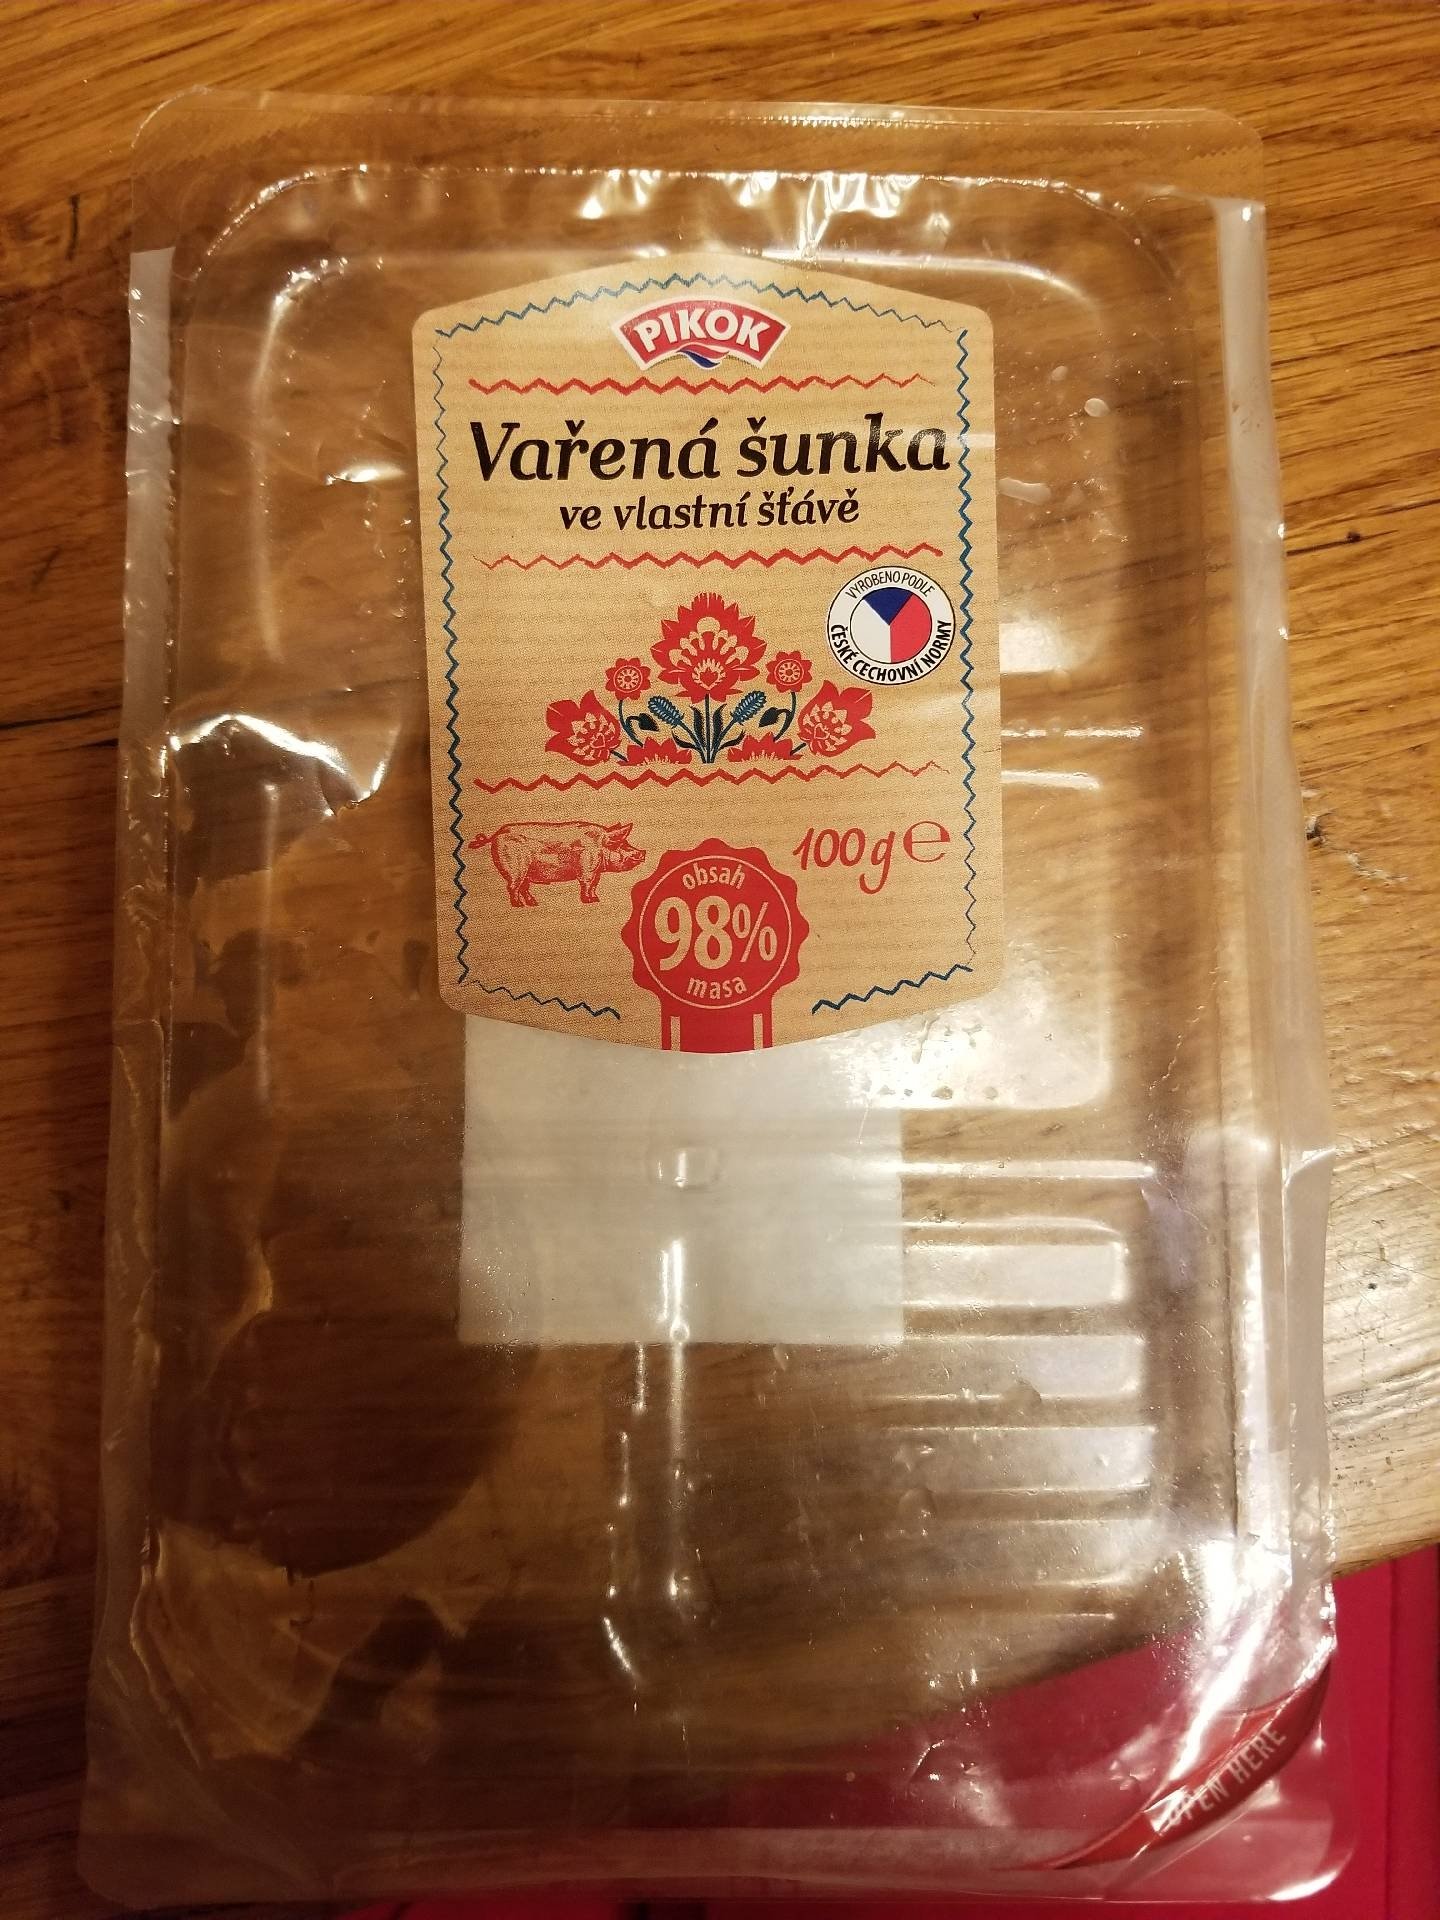 PIKOK
Vařená šunka
ve vlastní šťávě
VYROBENO PODLE
ČESKÉ CECHOVNÍ NORMY
100g e
obsah
98%
masa
OPEN HERE